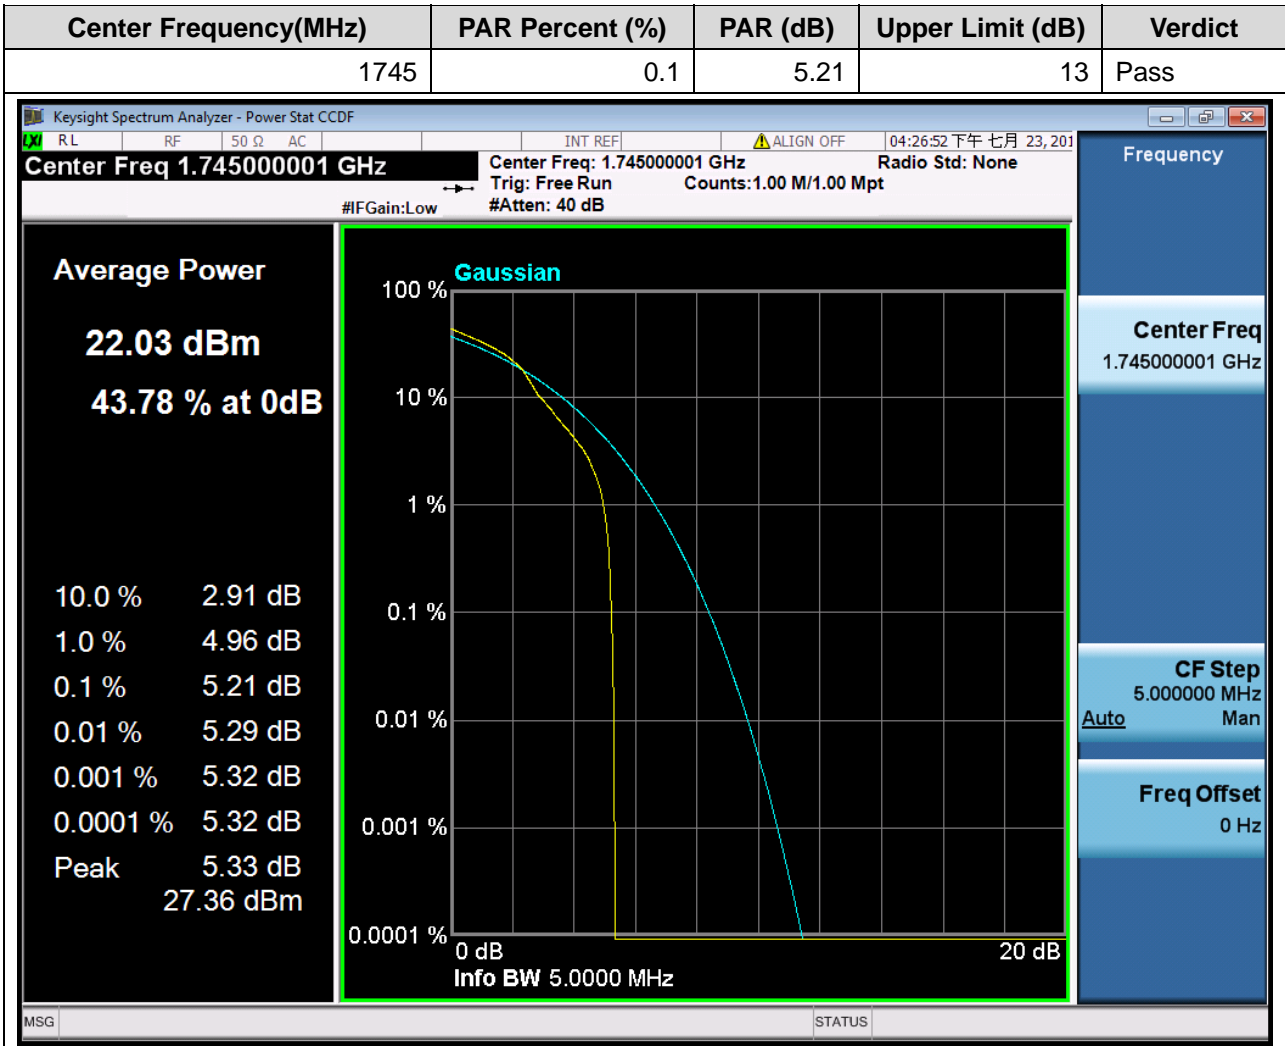 Center Frequency(MHz) PAR Percent (%) PAR (dB) Upper Limit (dB) Verdict
1745 0.1 5.21 13 Pass
Keysight Spectrum Analyzer - Power Stat CCDF
LXI RL RF 50 Ω AC INT REF ALIGN OFF 04:26:52 下午 七月 23, 201
Center Freq 1.745000001 GHz
#IFGain:Low
Center Freq: 1.745000001 GHz Radio Std: None
Trig: Free Run Counts:1.00 M/1.00 Mpt
#Atten: 40 dB
Average Power
22.03 dBm
43.78 % at 0dB
10.0 % 2.91 dB
1.0 % 4.96 dB
0.1 % 5.21 dB
0.01 % 5.29 dB
0.001 % 5.32 dB
0.0001 % 5.32 dB
Peak 5.33 dB
27.36 dBm
Gaussian
100 %
10 %
1 %
0.1 %
0.01 %
0.001 %
0.0001 %
0 dB 20 dB
Info BW 5.0000 MHz
Frequency
Center Freq
1.745000001 GHz
CF Step
5.000000 MHz
Auto Man
Freq Offset
0 Hz
MSG STATUS